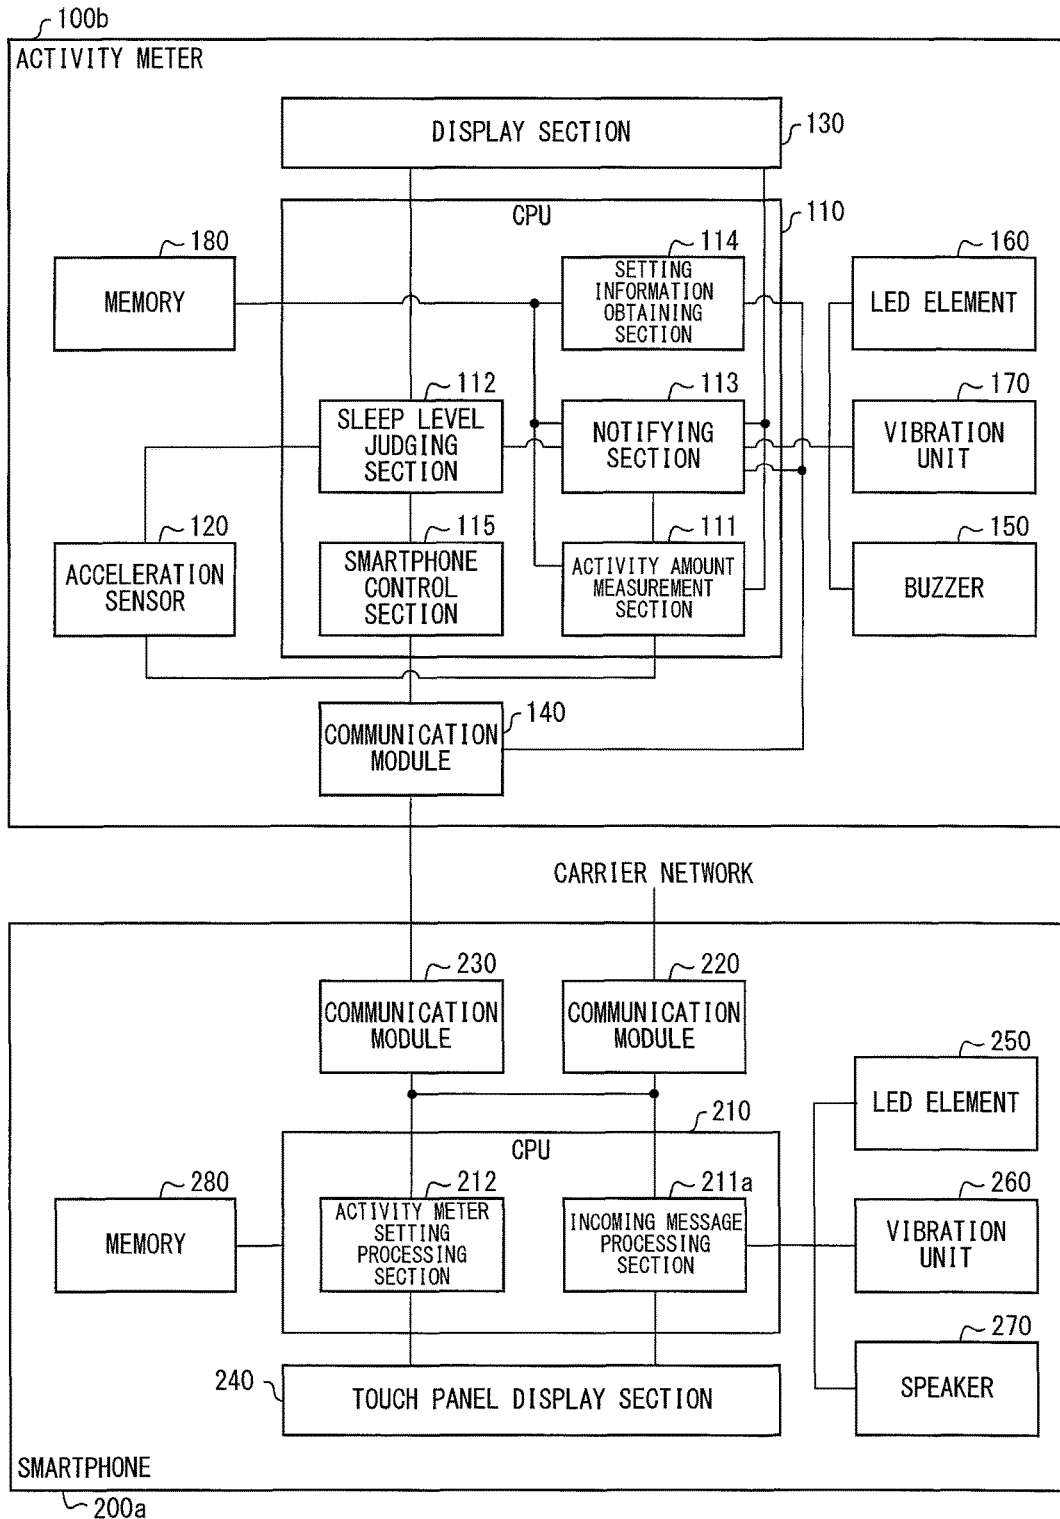 100b
ACTIVITY METER
DISPLAY SECTION
130
CPU
110
180
MEMORY
114
SETTING
INFORMATION
OBTAINING
SECTION
160
LED ELEMENT
112
SLEEP LEVEL
JUDGING
SECTION
113
NOTIFYING
SECTION
170
VIBRATION
UNIT
120
ACCELERATION
SENSOR
115
SMARTPHONE
CONTROL
SECTION
111
ACTIVITY AMOUNT
MEASUREMENT
SECTION
150
BUZZER
140
COMMUNICATION
MODULE
CARRIER NETWORK
230
COMMUNICATION
MODULE
220
COMMUNICATION
MODULE
250
LED ELEMENT
210
CPU
280
MEMORY
212
ACTIVITY METER
SETTING
PROCESSING
SECTION
211a
INCOMING MESSAGE
PROCESSING
SECTION
260
VIBRATION
UNIT
240
TOUCH PANEL DISPLAY SECTION
270
SPEAKER
SMARTPHONE
200a